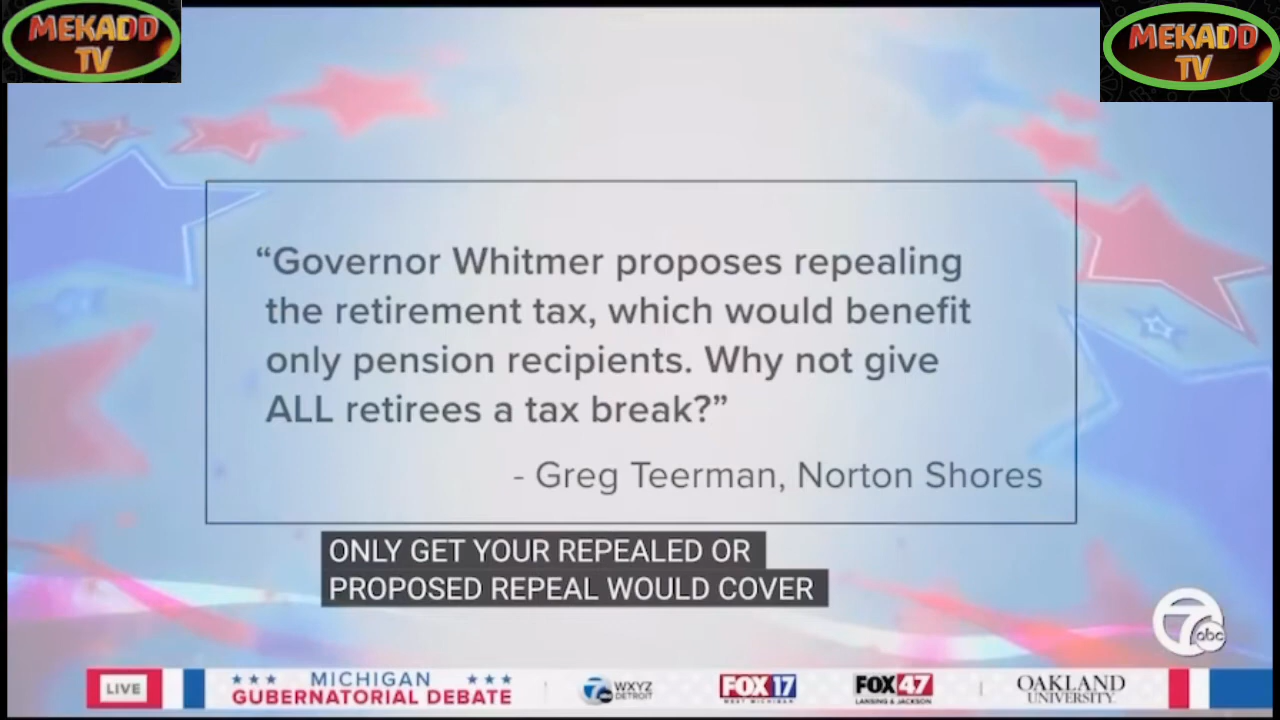 MEKADD
TV
MEKADD
TV
“Governor Whitmer proposes repealing
the retirement tax, which would benefit
only pension recipients. Why not give
ALL retirees a tax break?”
- Greg Teerman, Norton Shores
ONLY GET YOUR REPEALED OR
PROPOSED REPEAL WOULD COVER
7
abc
LIVE
MICHIGAN
GUBERNATORIAL DEBATE
7 WXYZ
DETROIT
FOX 17
WEST MICHIGAN
FOX 47
LANSING & JACKSON
OAKLAND
UNIVERSITY